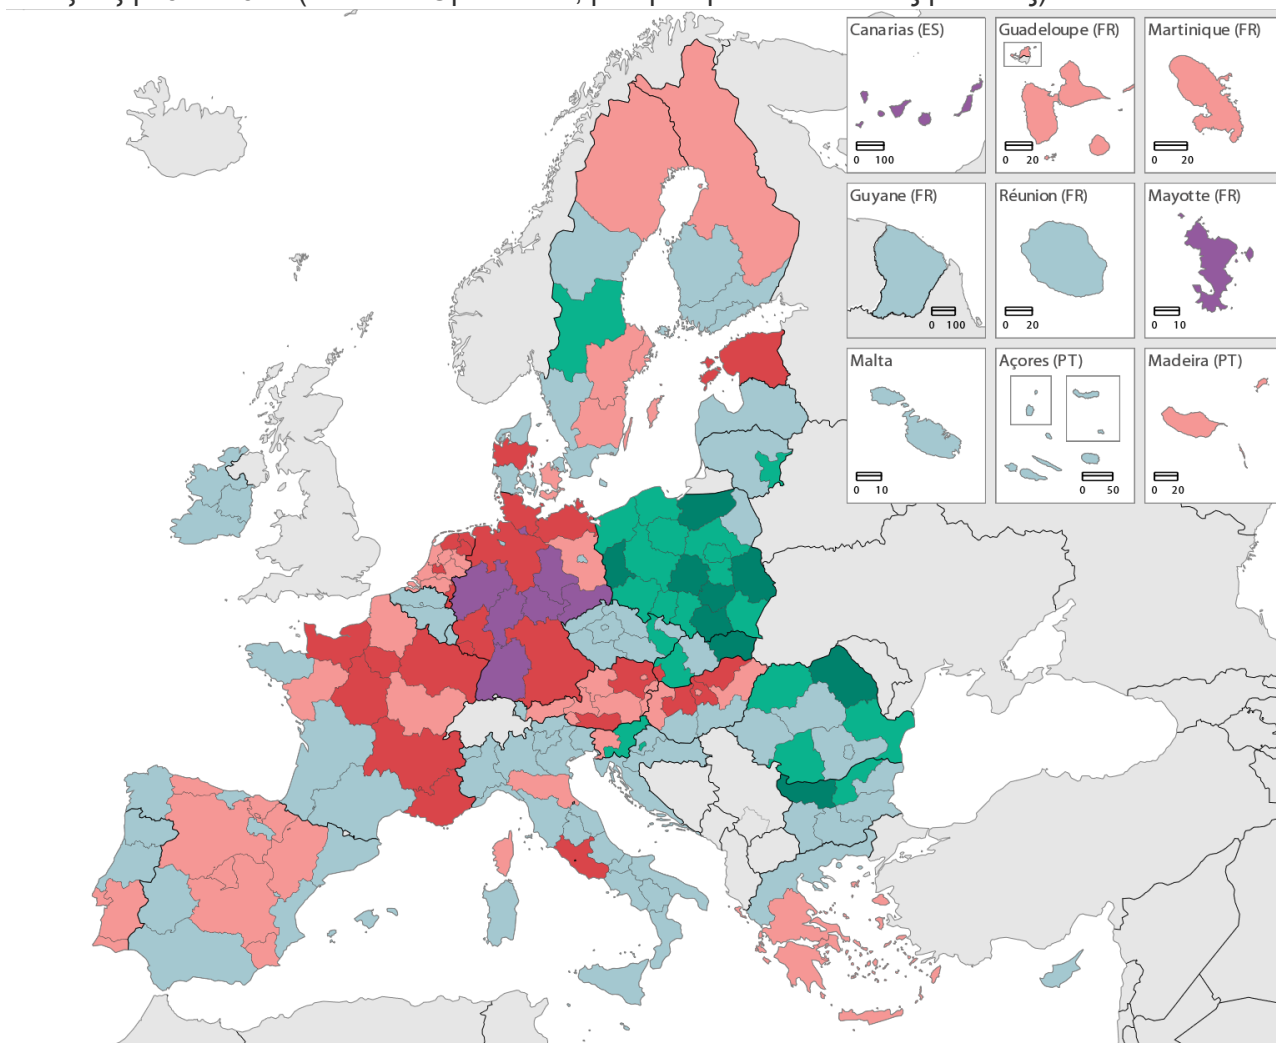 Canarias (ES)
0 100
Guadeloupe (FR)
0 20
Martinique (FR)
0 20
Guyane (FR)
0 100
Réunion (FR)
0 20
Mayotte (FR)
0 10
Malta
0 10
Açores (PT)
0 50
Madeira (PT)
0 20